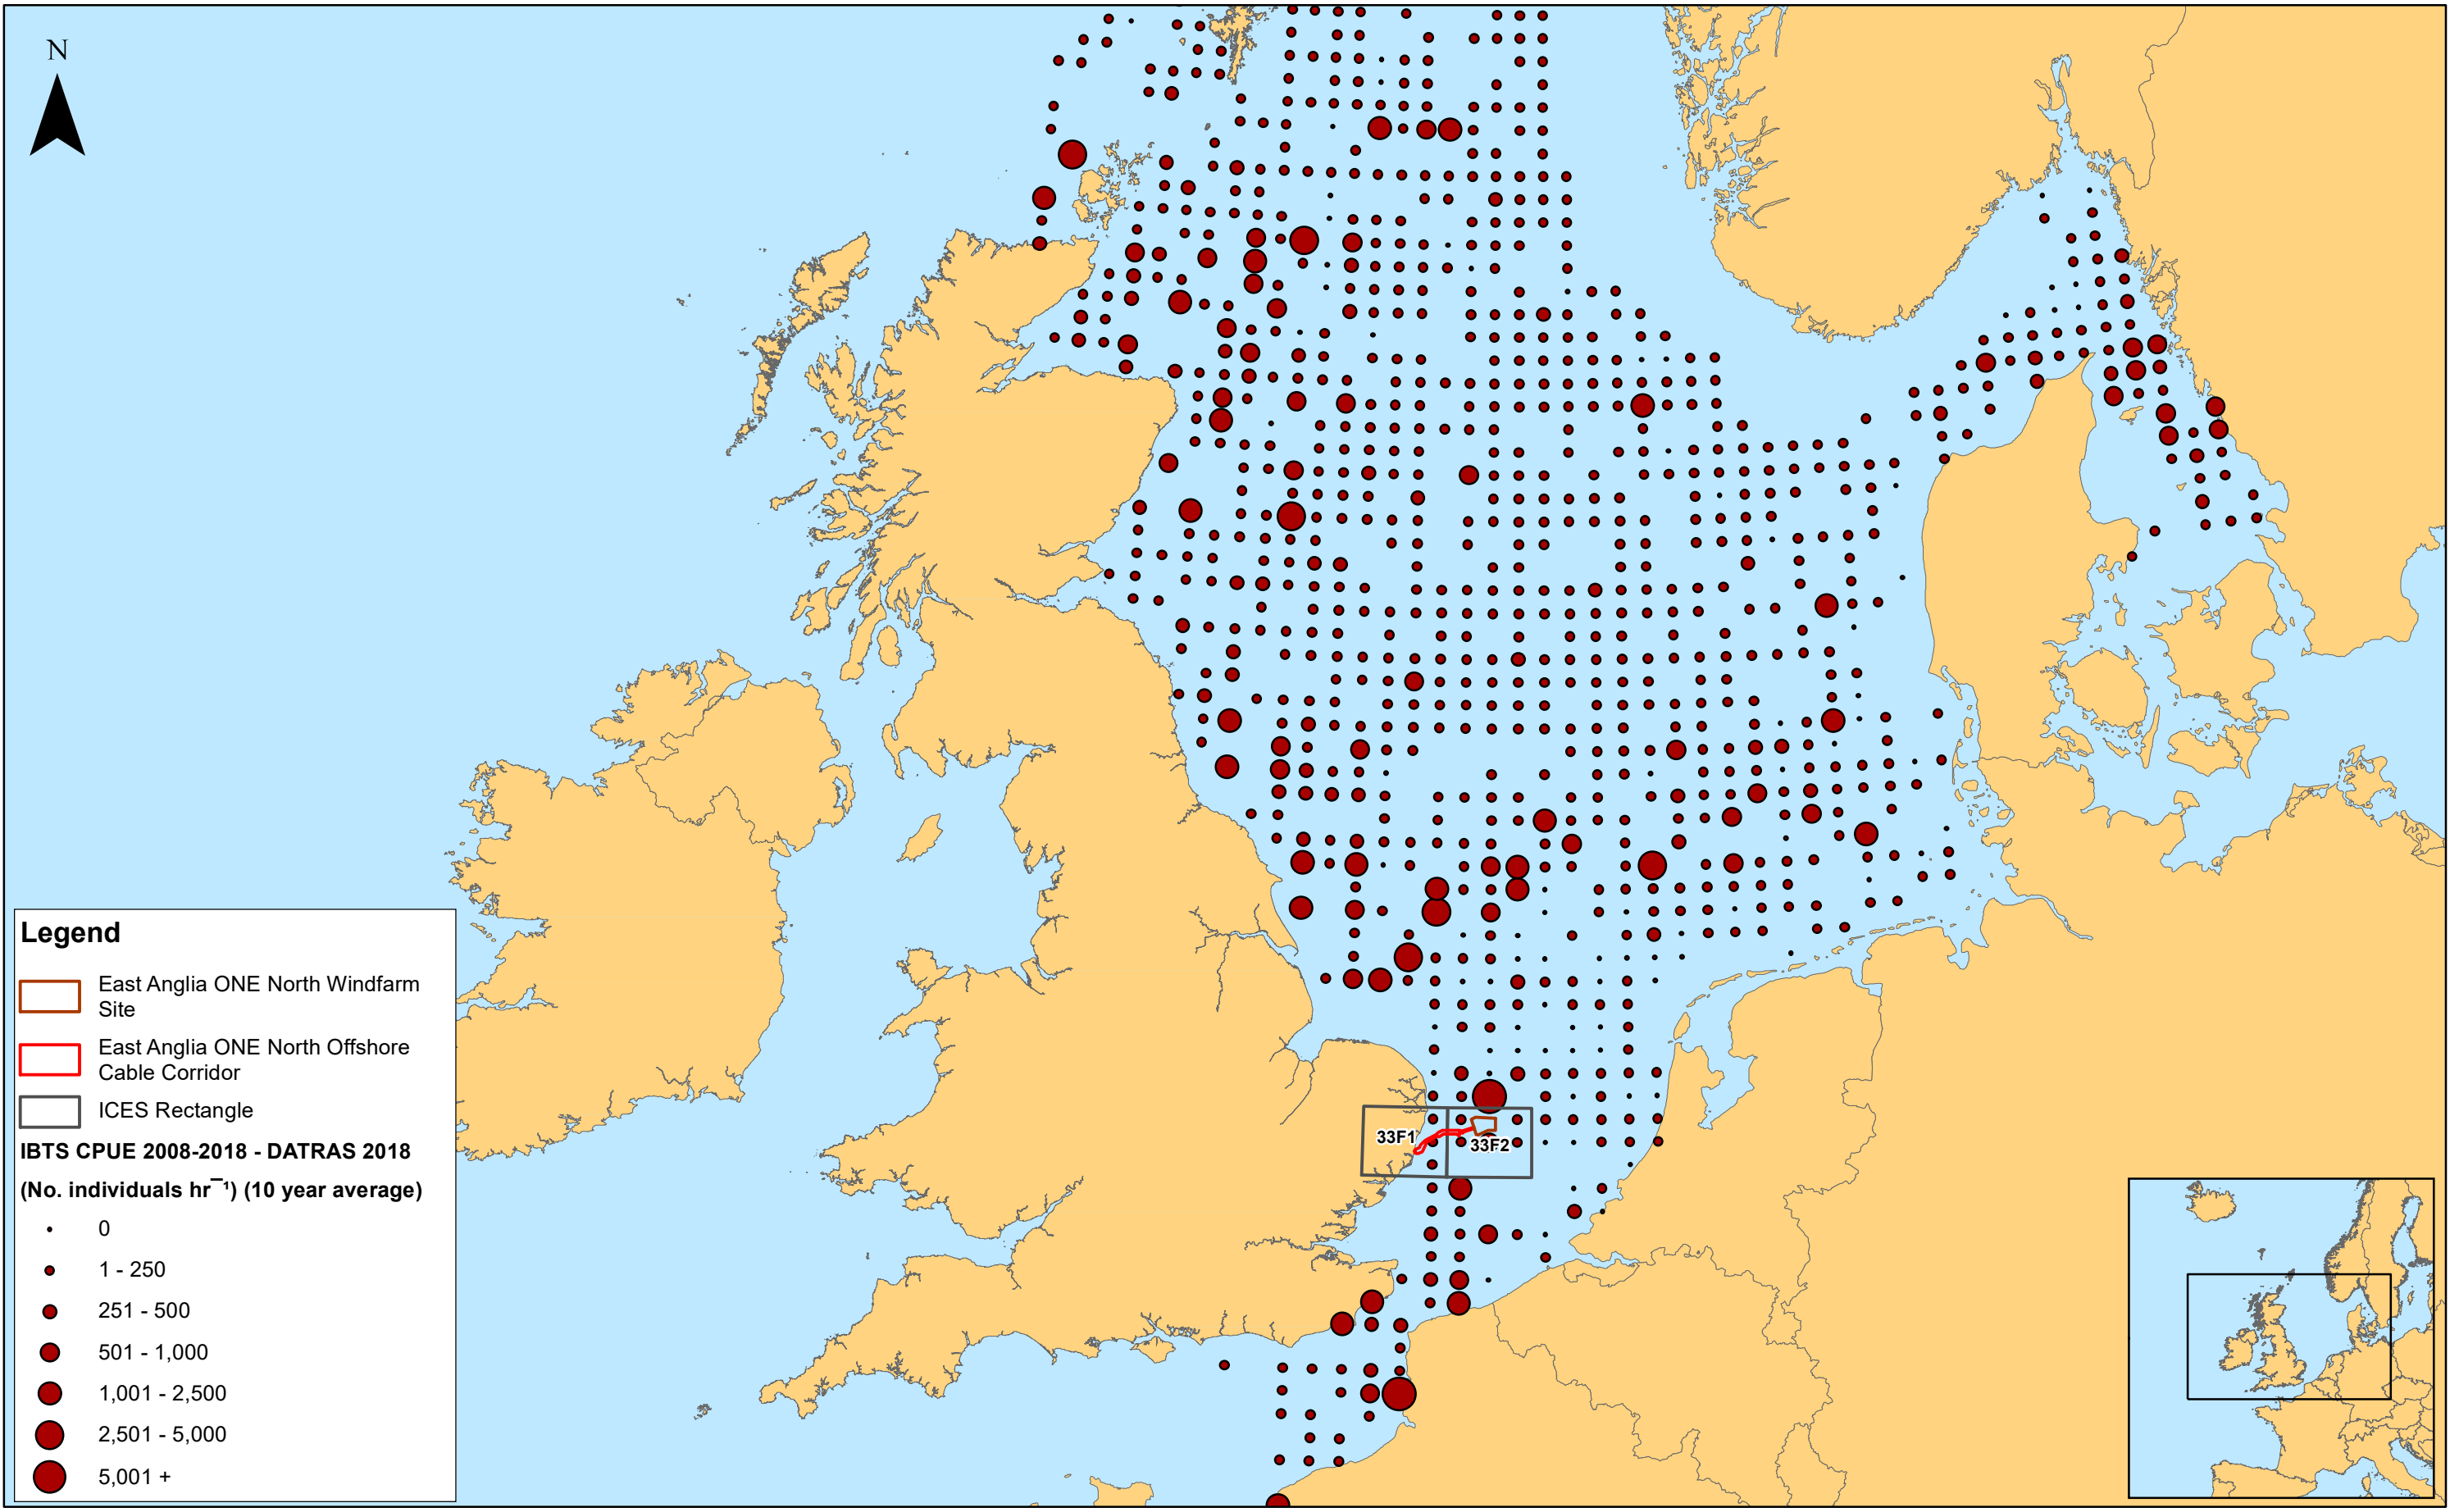 N
33F1
33F2
Legend
East Anglia ONE North Windfarm
Site
East Anglia ONE North Offshore
Cable Corridor
ICES Rectangle
IBTS CPUE 2008-2018 - DATRAS 2018
(No. individuals hr¯¹) (10 year average)
0
1 - 250
251 - 500
501 - 1,000
1,001 - 2,500
2,501 - 5,000
5,001 +